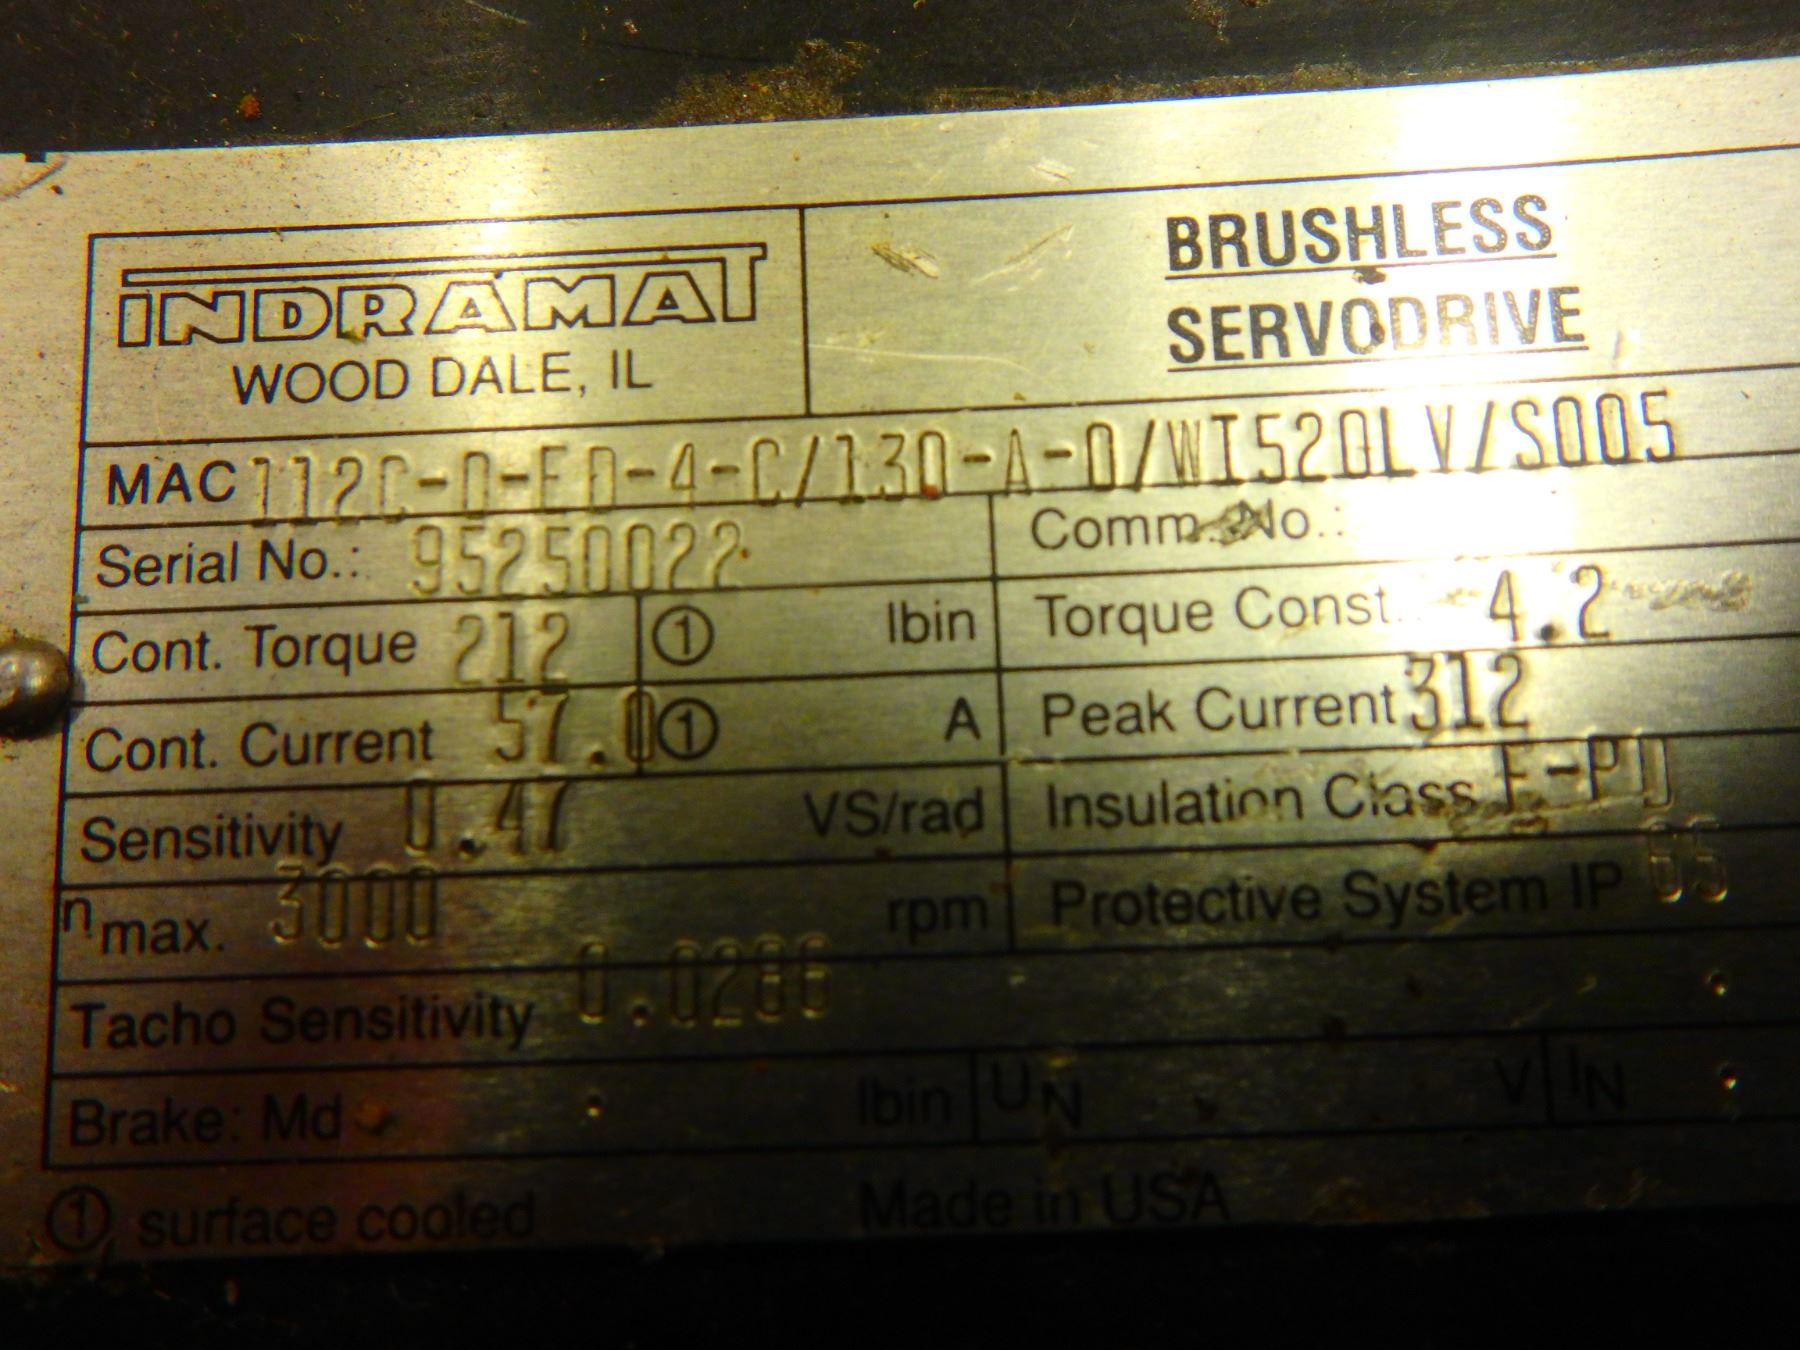 INDRAMAT
WOOD DALE, IL
BRUSHLESS
SERVODRIVE
MAC 112C-0-ED-4-C/130-A-0/WI520LV/S005
Serial No.: 95250022 Comm. No.:
Cont. Torque 212 ① lbin Torque Const. 4.2
Cont. Current 57.0 ① A Peak Current 312
Sensitivity 0.47 VS/rad Insulation Class
n max. 3000 rpm Protective System IP 65
Tacho Sensitivity 0.0286
Brake: Md lbin UN V IN
① surface cooled Made in USA